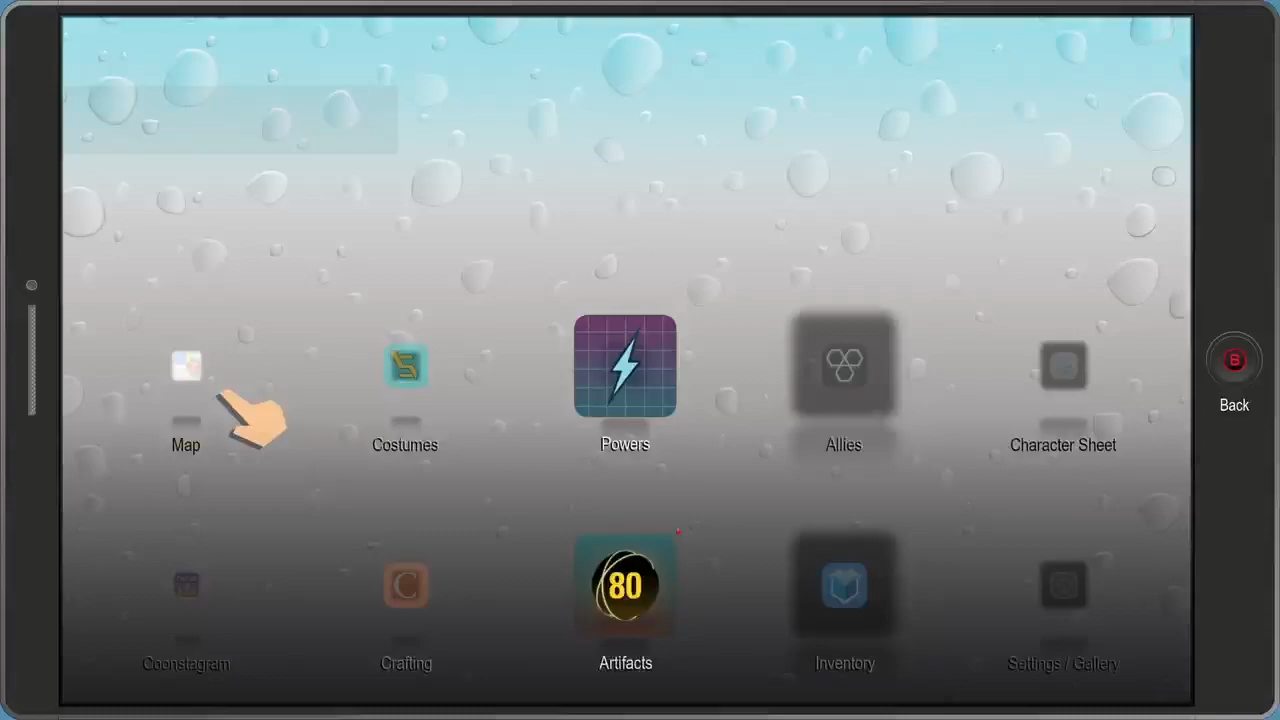 Map
Costumes
Powers
Allies
Character Sheet
B
Back
C
80
Coonstagram
Crafting
Artifacts
Inventory
Settings / Gallery